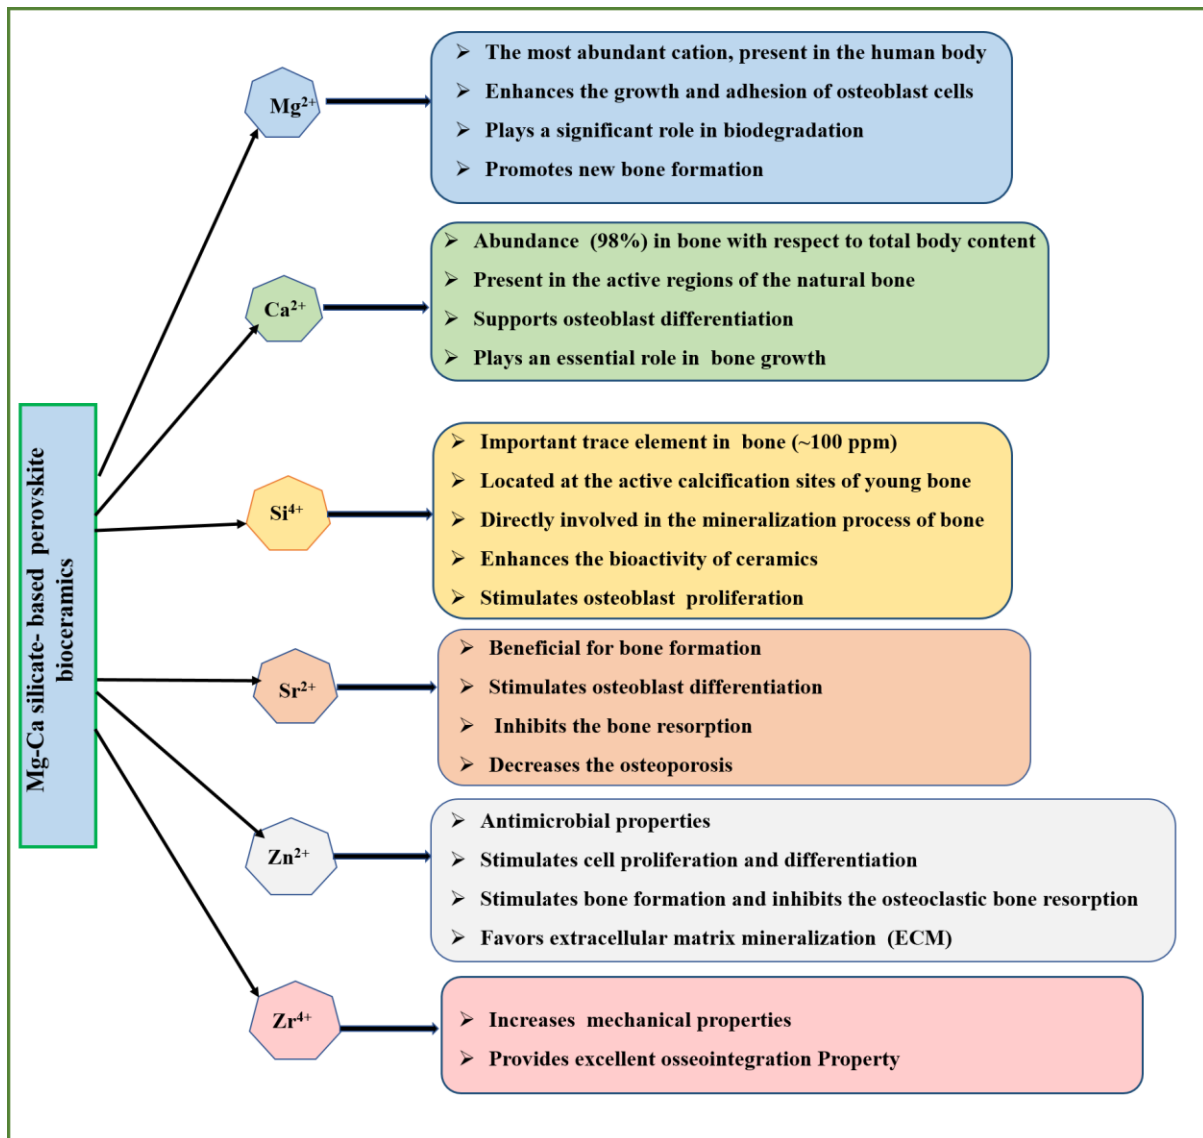 Mg-Ca silicate- based perovskite
bioceramics
Mg²⁺
➢ The most abundant cation, present in the human body
➢ Enhances the growth and adhesion of osteoblast cells
➢ Plays a significant role in biodegradation
➢ Promotes new bone formation
Ca²⁺
➢ Abundance (98%) in bone with respect to total body content
➢ Present in the active regions of the natural bone
➢ Supports osteoblast differentiation
➢ Plays an essential role in bone growth
Si⁴⁺
➢ Important trace element in bone (~100 ppm)
➢ Located at the active calcification sites of young bone
➢ Directly involved in the mineralization process of bone
➢ Enhances the bioactivity of ceramics
➢ Stimulates osteoblast proliferation
Sr²⁺
➢ Beneficial for bone formation
➢ Stimulates osteoblast differentiation
➢ Inhibits the bone resorption
➢ Decreases the osteoporosis
Zn²⁺
➢ Antimicrobial properties
➢ Stimulates cell proliferation and differentiation
➢ Stimulates bone formation and inhibits the osteoclastic bone resorption
➢ Favors extracellular matrix mineralization (ECM)
Zr⁴⁺
➢ Increases mechanical properties
➢ Provides excellent osseointegration Property